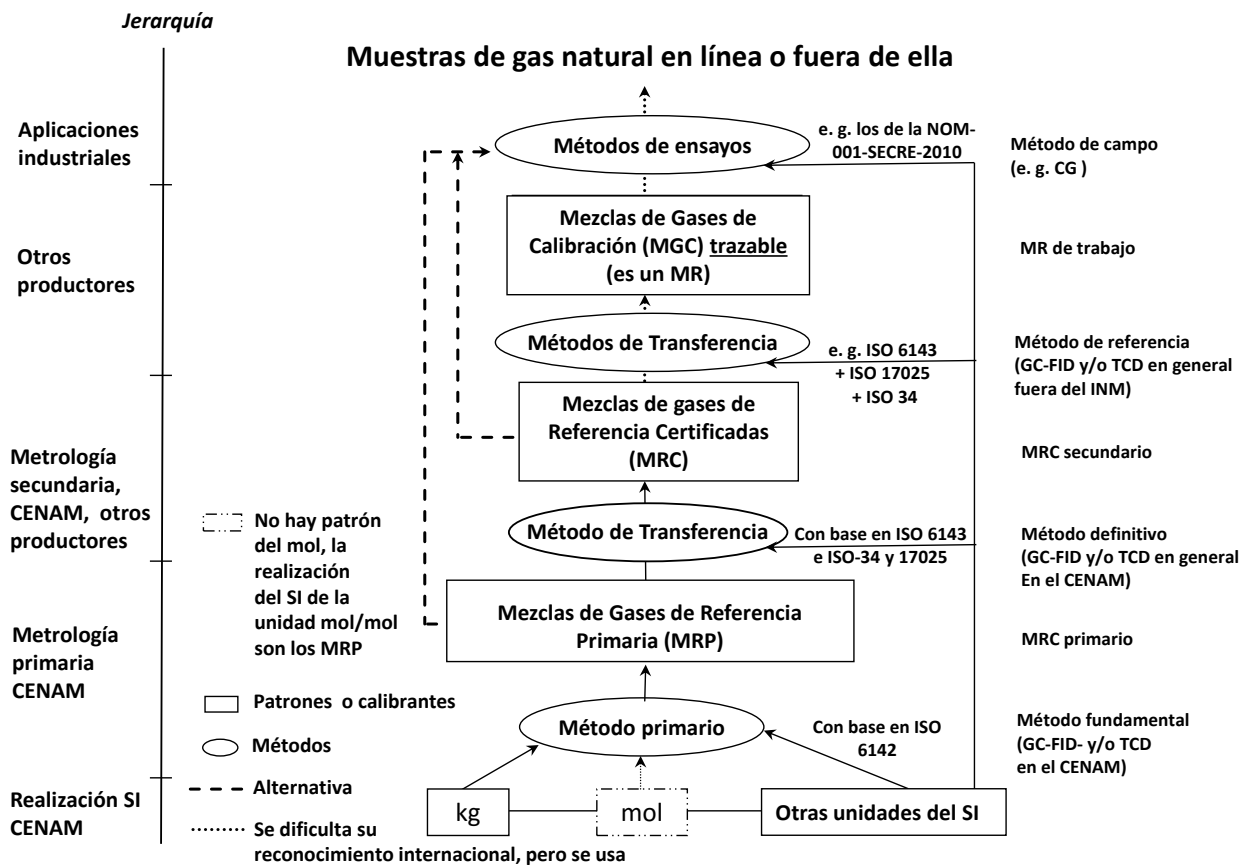 Jerarquía
Muestras de gas natural en línea o fuera de ella
Aplicaciones
industriales
Métodos de ensayos
e. g. los de la NOM-
001-SECRE-2010
Método de campo
(e. g. CG )
Otros
productores
Mezclas de Gases de
Calibración (MGC) trazable
(es un MR)
MR de trabajo
Métodos de Transferencia
e. g. ISO 6143
+ ISO 17025
+ ISO 34
Método de referencia
(GC-FID y/o TCD en general
fuera del INM)
Metrología
secundaria,
CENAM, otros
productores
Mezclas de gases de
Referencia Certificadas
(MRC)
MRC secundario
Método de Transferencia
Con base en ISO 6143
e ISO-34 y 17025
Método definitivo
(GC-FID y/o TCD en general
En el CENAM)
No hay patrón
del mol, la
realización
del SI de la
unidad mol/mol
son los MRP
Metrología
primaria
CENAM
Mezclas de Gases de Referencia
Primaria (MRP)
MRC primario
Patrones o calibrantes
Métodos
Alternativa
Se dificulta su
reconocimiento internacional, pero se usa
Método primario
Con base en ISO
6142
Método fundamental
(GC-FID- y/o TCD
en el CENAM)
Realización SI
CENAM
kg
mol
Otras unidades del SI